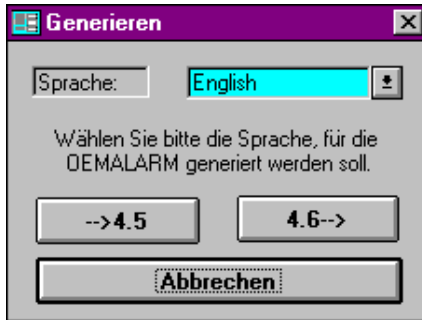 Generieren
Sprache: English
Wählen Sie bitte die Sprache, für die
OEMALARM generiert werden soll.
-->4.5 4.6-->
Abbrechen